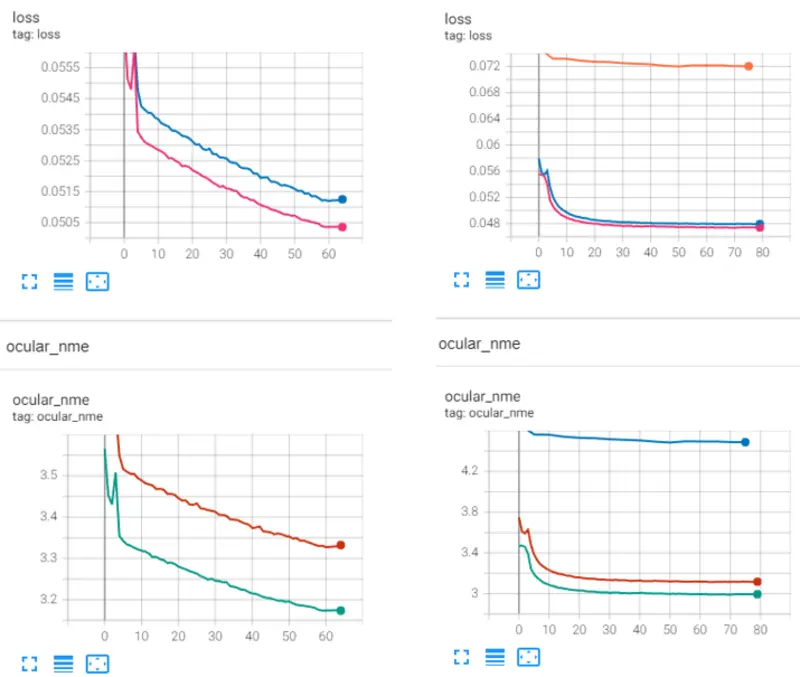 loss
tag: loss
0.0555
0.0545
0.0535
0.0525
0.0515
0.0505
0 10 20 30 40 50 60
ocular_nme
ocular_nme
tag: ocular_nme
3.5
3.4
3.3
3.2
0 10 20 30 40 50 60
loss
tag: loss
0.072
0.068
0.064
0.06
0.056
0.052
0.048
0 10 20 30 40 50 60 70 80
ocular_nme
ocular_nme
tag: ocular_nme
4.2
3.8
3.4
3
0 10 20 30 40 50 60 70 80